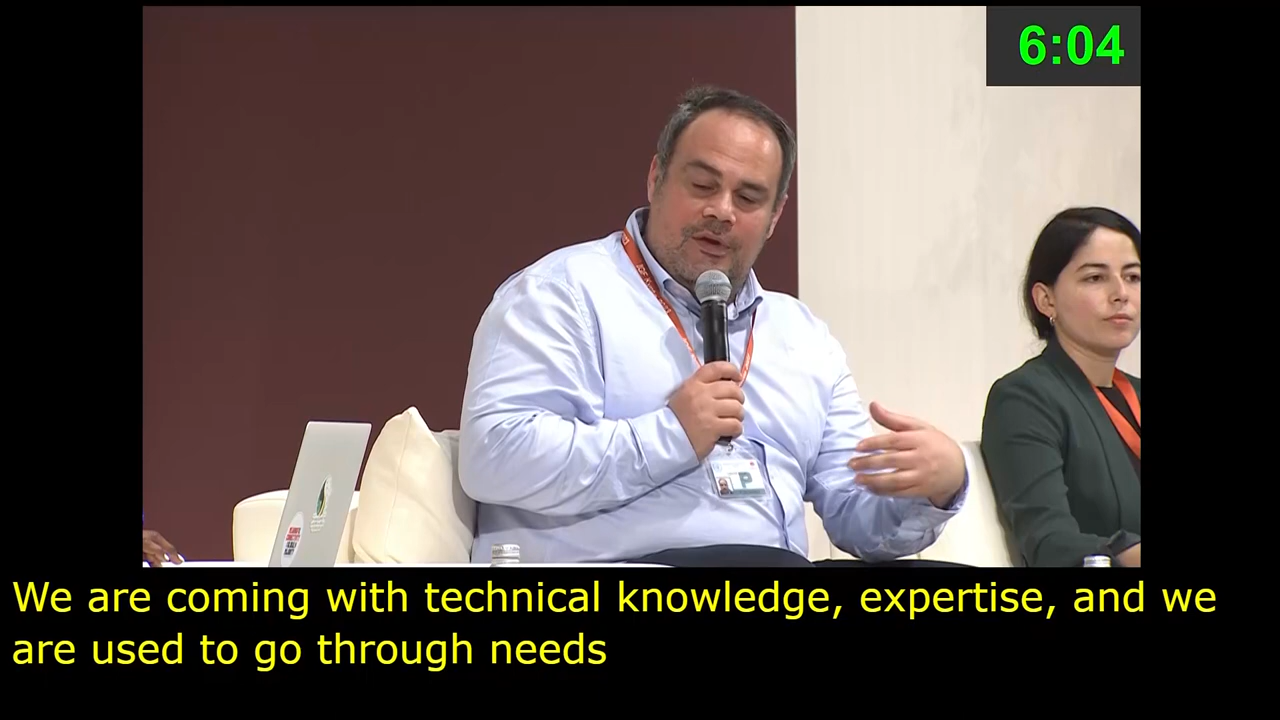 6:04
P
We are coming with technical knowledge, expertise, and we
are used to go through needs